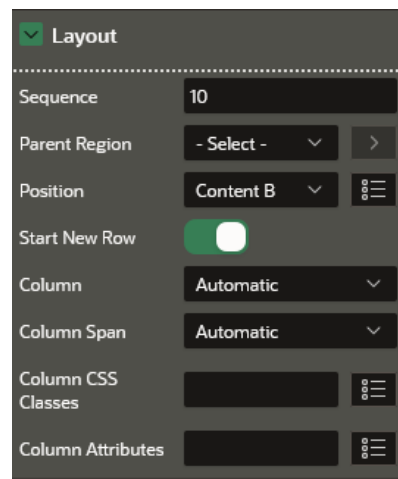 Layout
Sequence 10
Parent Region - Select -
Position Content B
Start New Row
Column Automatic
Column Span Automatic
Column CSS
Classes
Column Attributes